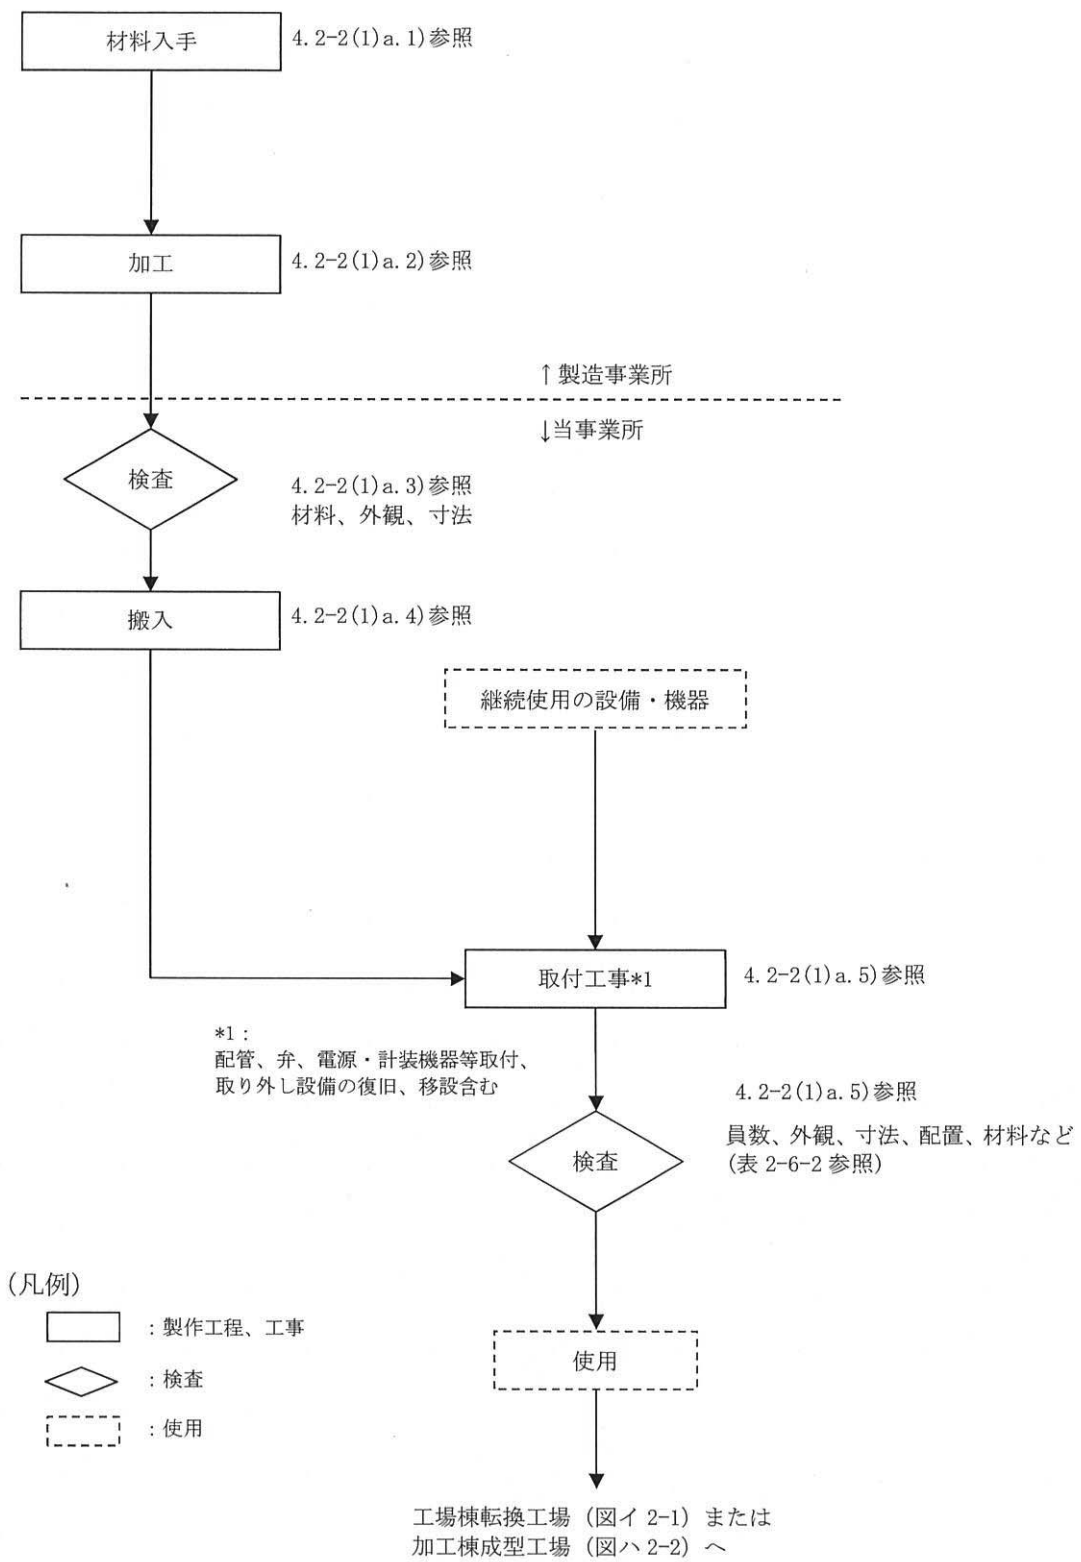 材料入手
4.2-2(1)a.1)参照
加工
4.2-2(1)a.2)参照
↑製造事業所
↓当事業所
検査
4.2-2(1)a.3)参照
材料、外観、寸法
搬入
4.2-2(1)a.4)参照
継続使用の設備・機器
取付工事*1
4.2-2(1)a.5)参照
*1：
配管、弁、電源・計装機器等取付、
取り外し設備の復旧、移設含む
4.2-2(1)a.5)参照
員数、外観、寸法、配置、材料など
(表 2-6-2 参照)
検査
(凡例)
：製作工程、工事
：検査
：使用
使用
工場棟転換工場（図イ 2-1）または
加工棟成型工場（図ハ 2-2）へ